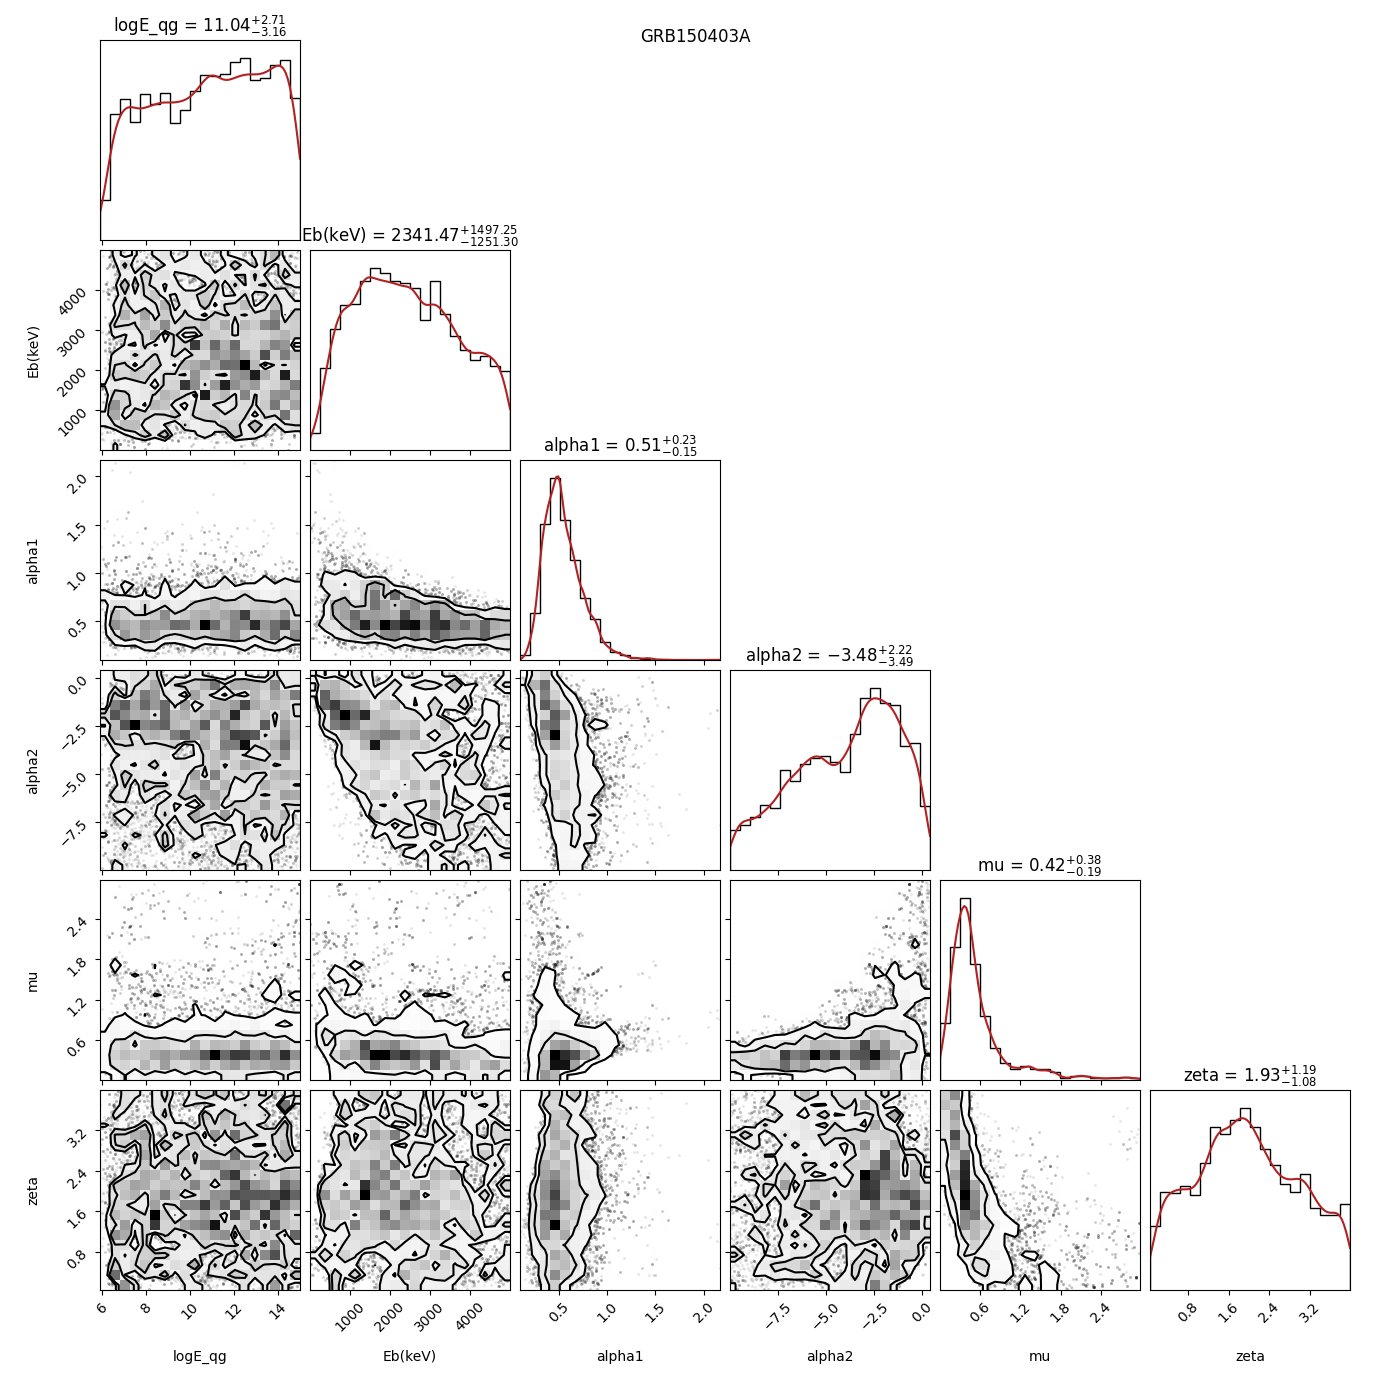 GRB150403A
logE_qg = 11.04+2.71−3.16
Eb(keV) = 2341.47+1497.25−1251.30
Eb(keV)
4000
3000
2000
1000
alpha1 = 0.51+0.23−0.15
alpha1
2.0
1.5
1.0
0.5
alpha2 = −3.48+2.22−3.49
alpha2
0.0
−2.5
−5.0
−7.5
mu = 0.42+0.38−0.19
mu
2.4
1.8
1.2
0.6
zeta = 1.93+1.19−1.08
zeta
3.2
2.4
1.6
0.8
6 8 10 12 14
1000 2000 3000 4000
0.5 1.0 1.5 2.0
−7.5 −5.0 −2.5 0.0
0.6 1.2 1.8 2.4
0.8 1.6 2.4 3.2
logE_qg Eb(keV) alpha1 alpha2 mu zeta